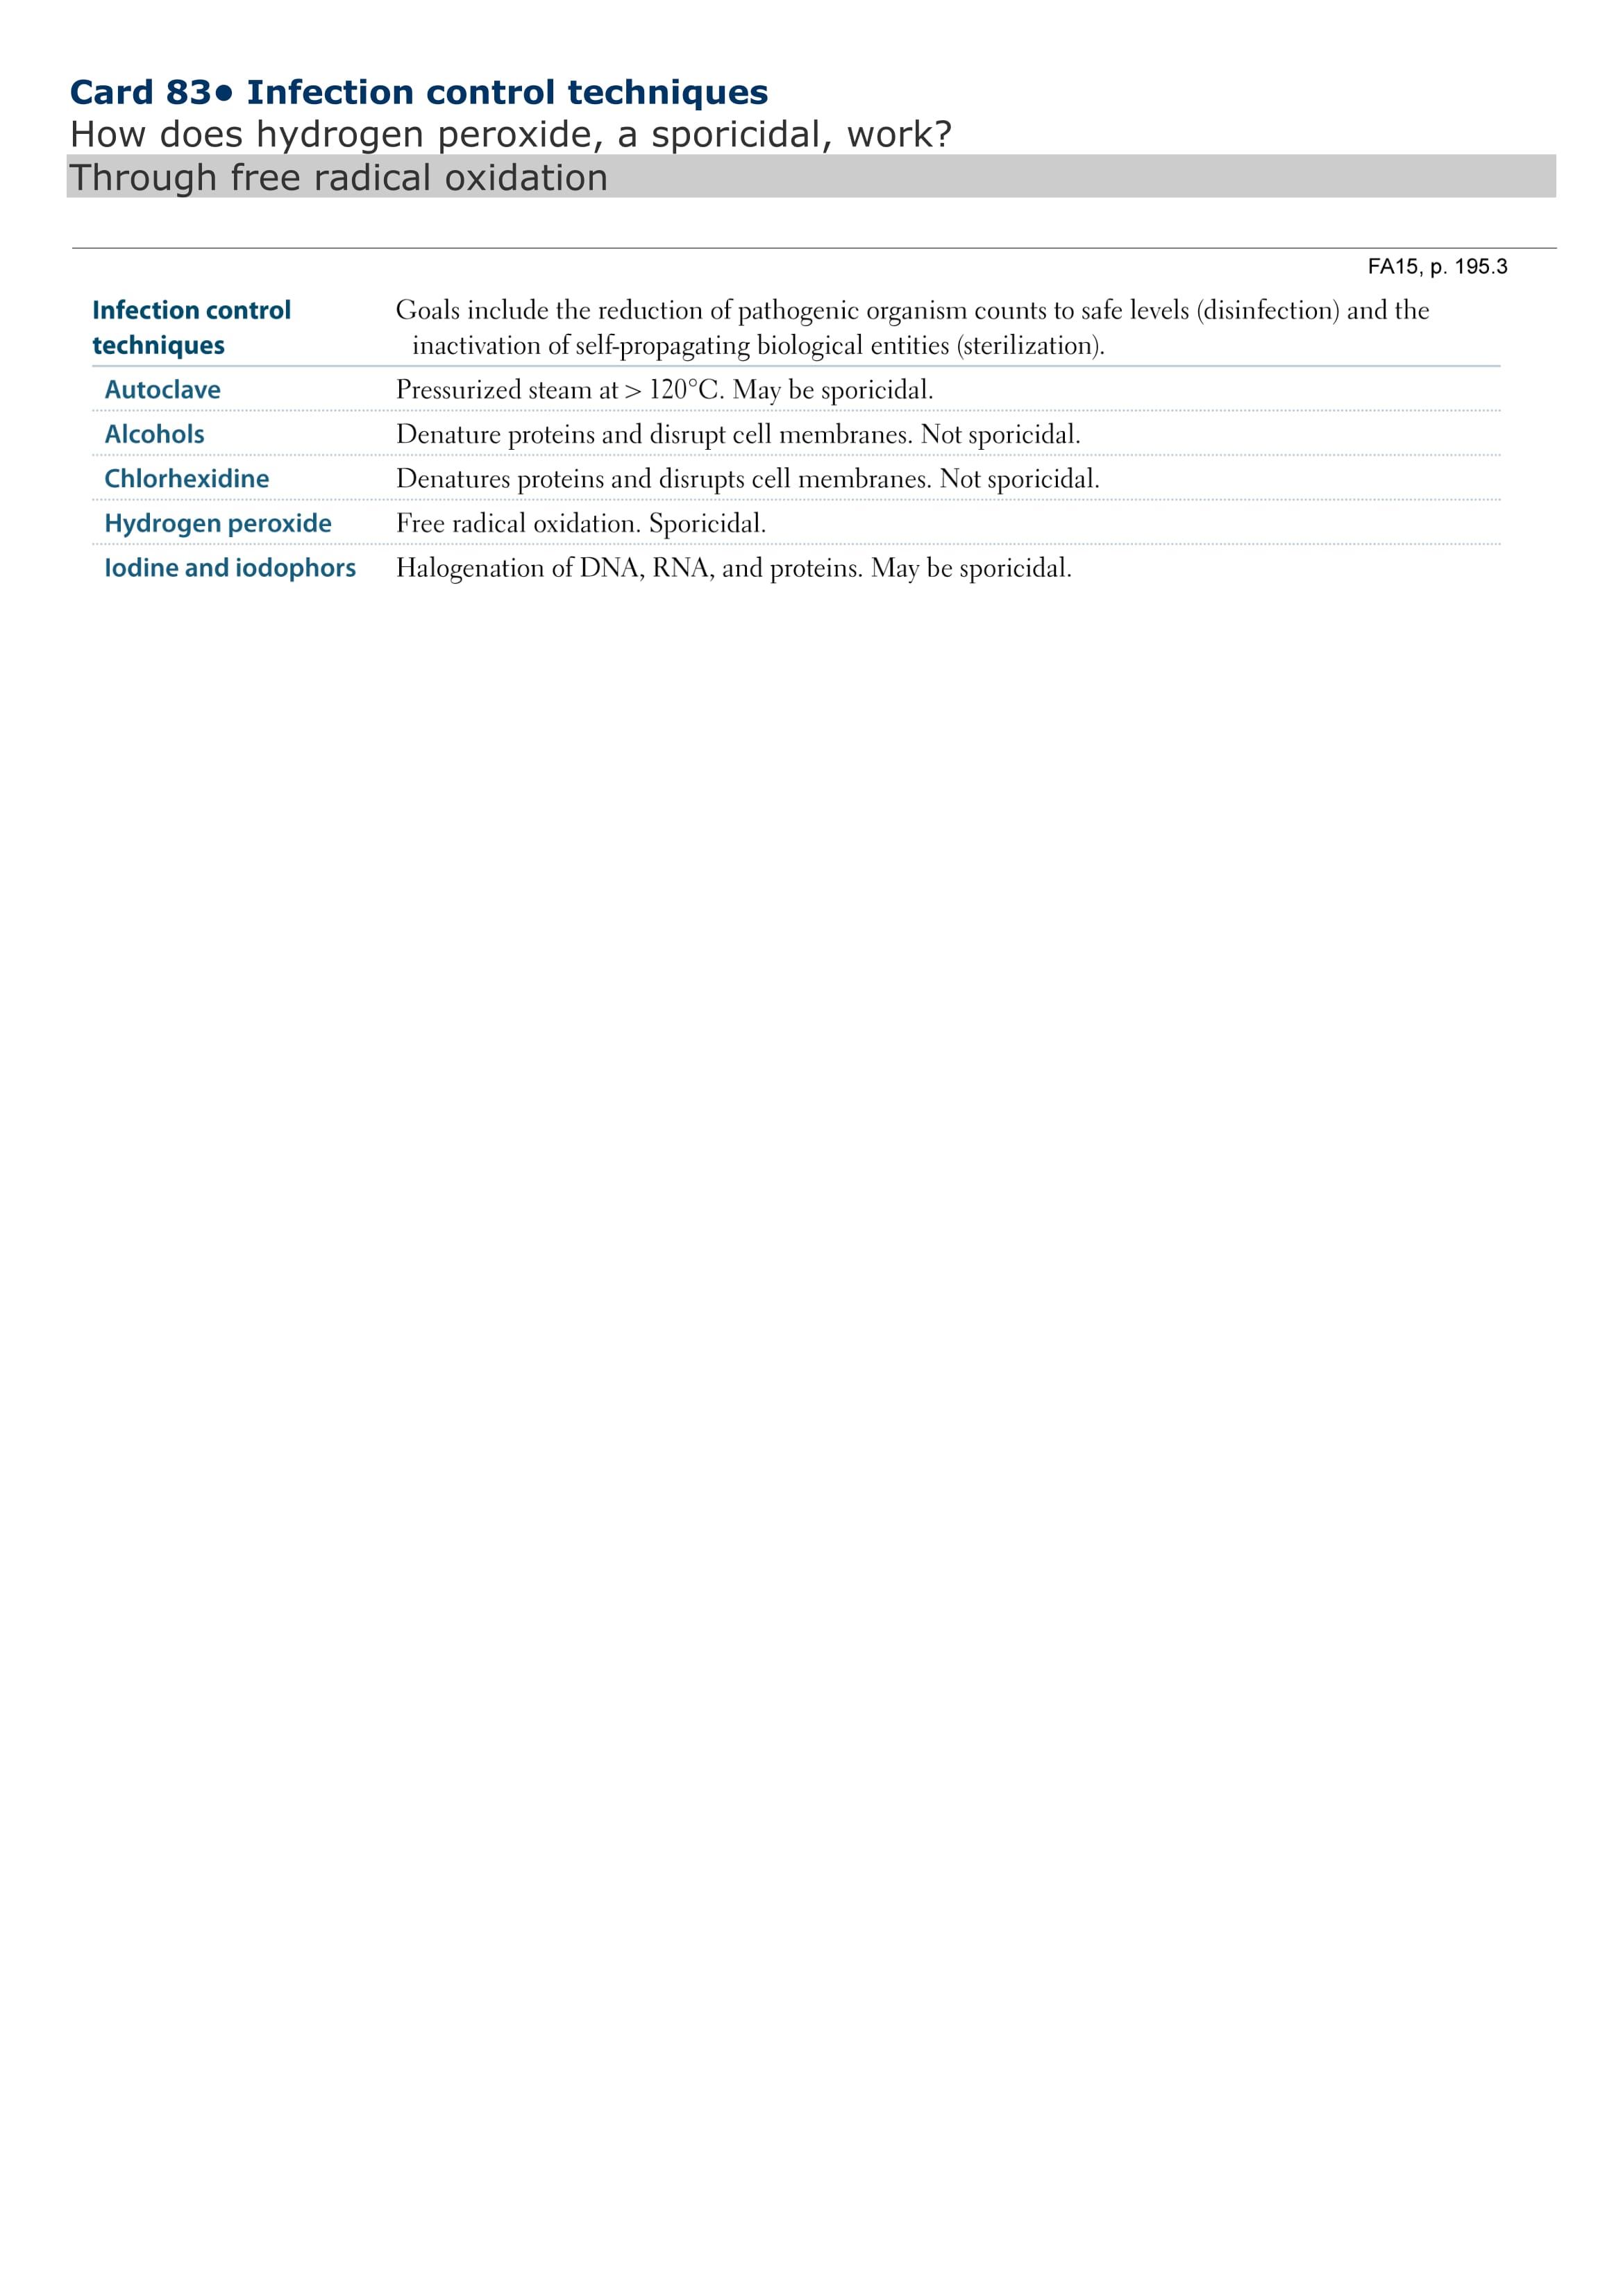 Card 83• Infection control techniques
How does hydrogen peroxide, a sporicidal, work?
Through free radical oxidation
FA15, p. 195.3
Infection control techniques
Goals include the reduction of pathogenic organism counts to safe levels (disinfection) and the
inactivation of self-propagating biological entities (sterilization).
Autoclave Pressurized steam at > 120°C. May be sporicidal.
Alcohols Denature proteins and disrupt cell membranes. Not sporicidal.
Chlorhexidine Denatures proteins and disrupts cell membranes. Not sporicidal.
Hydrogen peroxide Free radical oxidation. Sporicidal.
Iodine and iodophors Halogenation of DNA, RNA, and proteins. May be sporicidal.